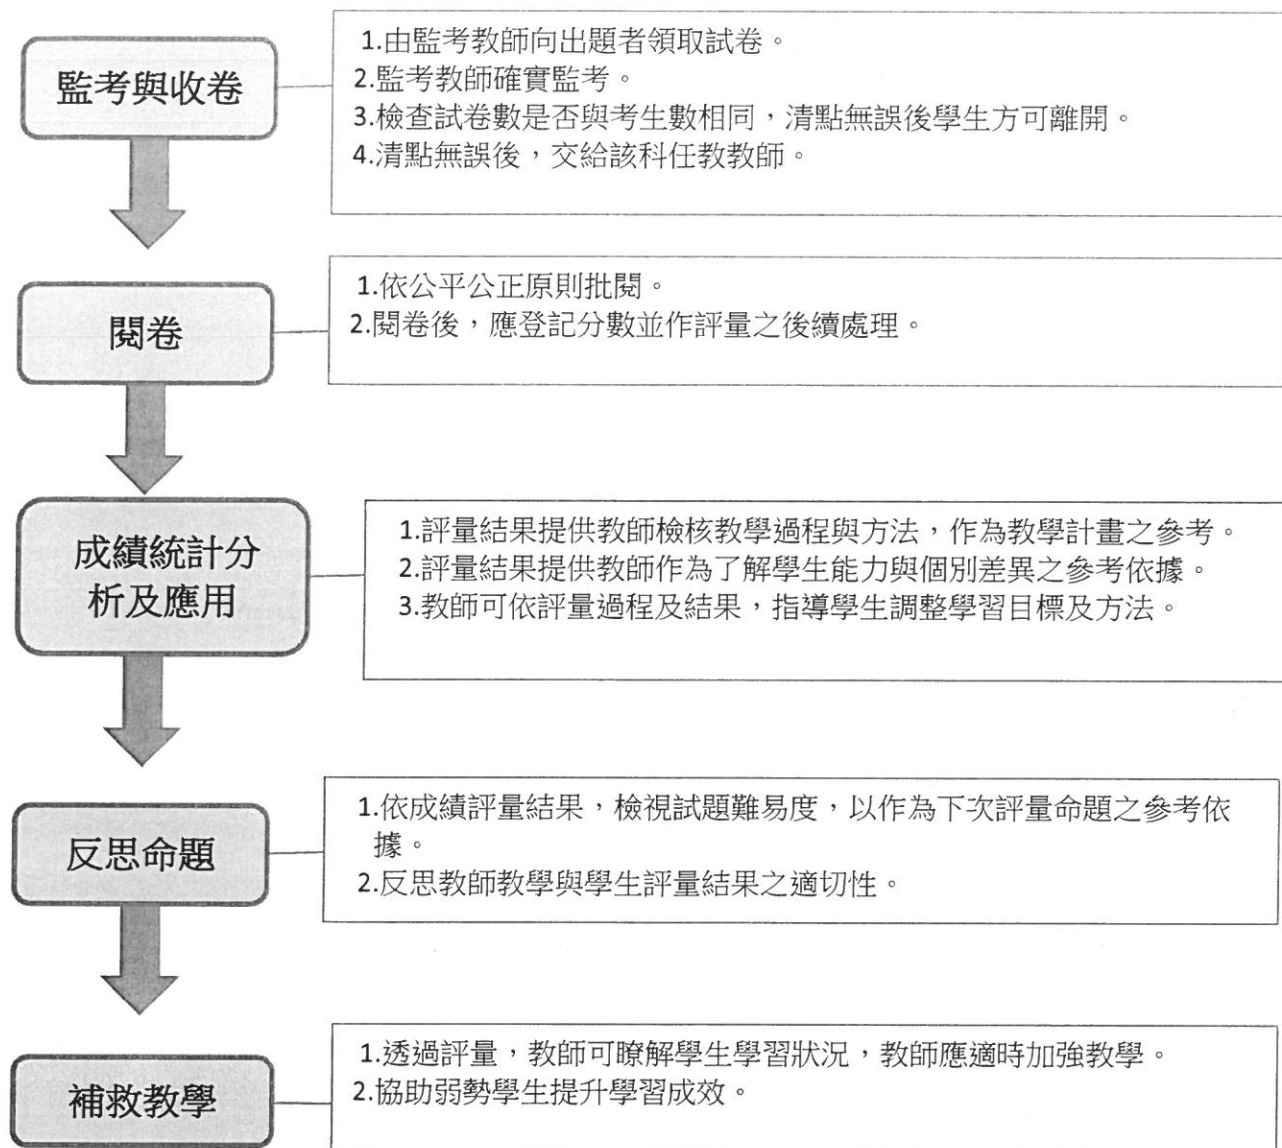 監考與收卷
1.由監考教師向出題者領取試卷。
2.監考教師確實監考。
3.檢查試卷數是否與考生數相同，清點無誤後學生方可離開。
4.清點無誤後，交給該科任教教師。
閱卷
1.依公平公正原則批閱。
2.閱卷後，應登記分數並作評量之後續處理。
成績統計分
析及應用
1.評量結果提供教師檢核教學過程與方法，作為教學計畫之參考。
2.評量結果提供教師作為了解學生能力與個別差異之參考依據。
3.教師可依評量過程及結果，指導學生調整學習目標及方法。
反思命題
1.依成績評量結果，檢視試題難易度，以作為下次評量命題之參考依
據。
2.反思教師教學與學生評量結果之適切性。
補救教學
1.透過評量，教師可瞭解學生學習狀況，教師應適時加強教學。
2.協助弱勢學生提升學習成效。